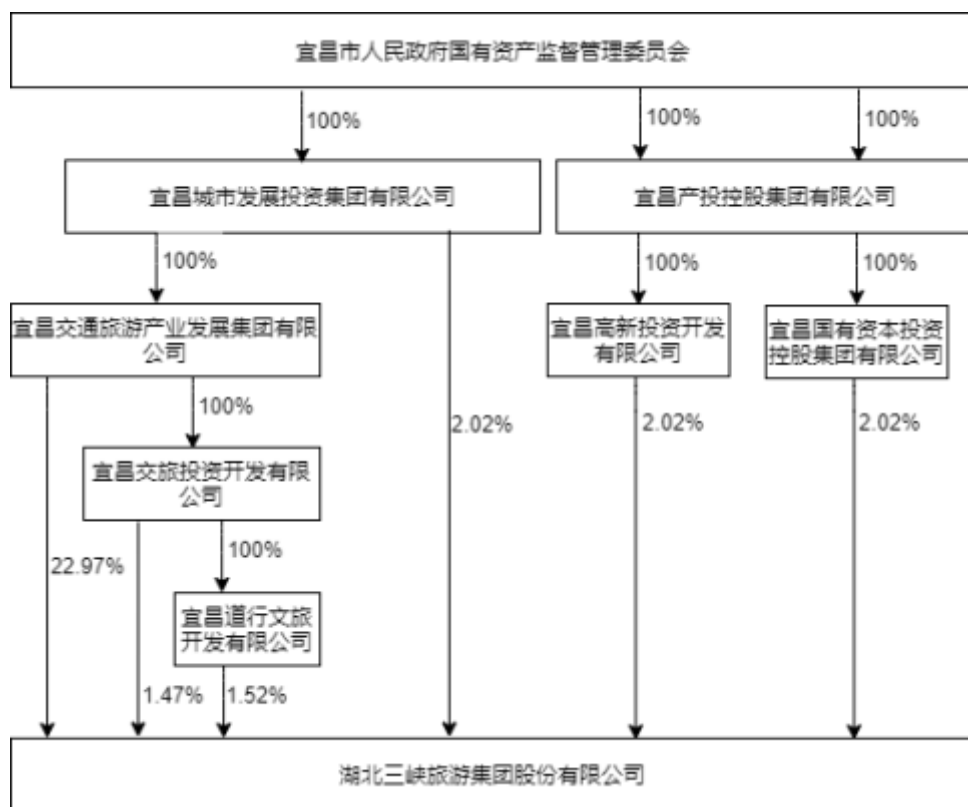 宜昌市人民政府国有资产监督管理委员会
100%
100%
100%
宜昌城市发展投资集团有限公司
宜昌产投控股集团有限公司
100%
100%
100%
宜昌交通旅游产业发展集团有限
公司
宜昌高新投资开发
有限公司
宜昌国有资本投资
控股集团有限公司
100%
2.02%
2.02%
2.02%
宜昌交旅投资开发有限
公司
22.97%
100%
宜昌道行文旅
开发有限公司
1.47%
1.52%
湖北三峡旅游集团股份有限公司